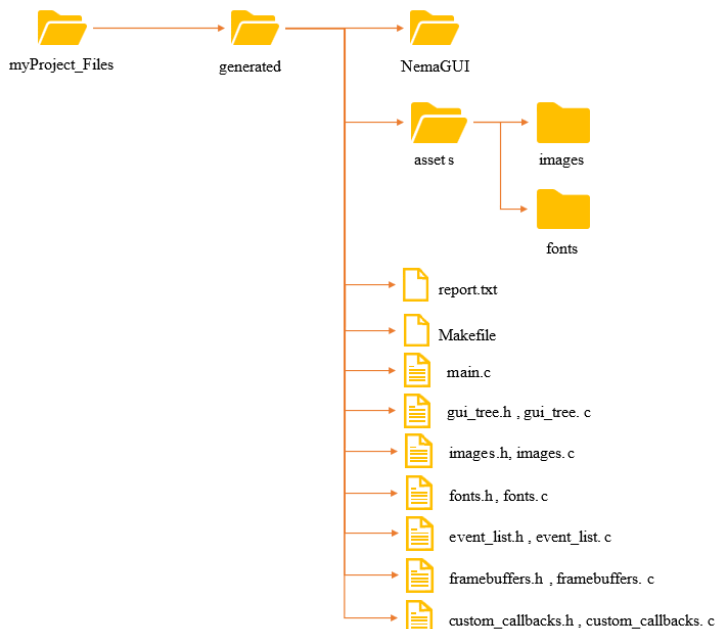 myProject_Files
generated
NemaGUI
asset s
images
fonts
report.txt
Makefile
main.c
gui_tree.h , gui_tree. c
images.h, images. c
fonts.h , fonts. c
event_list.h , event_list. c
framebuffers.h , framebuffers. c
custom_callbacks.h , custom_callbacks. c